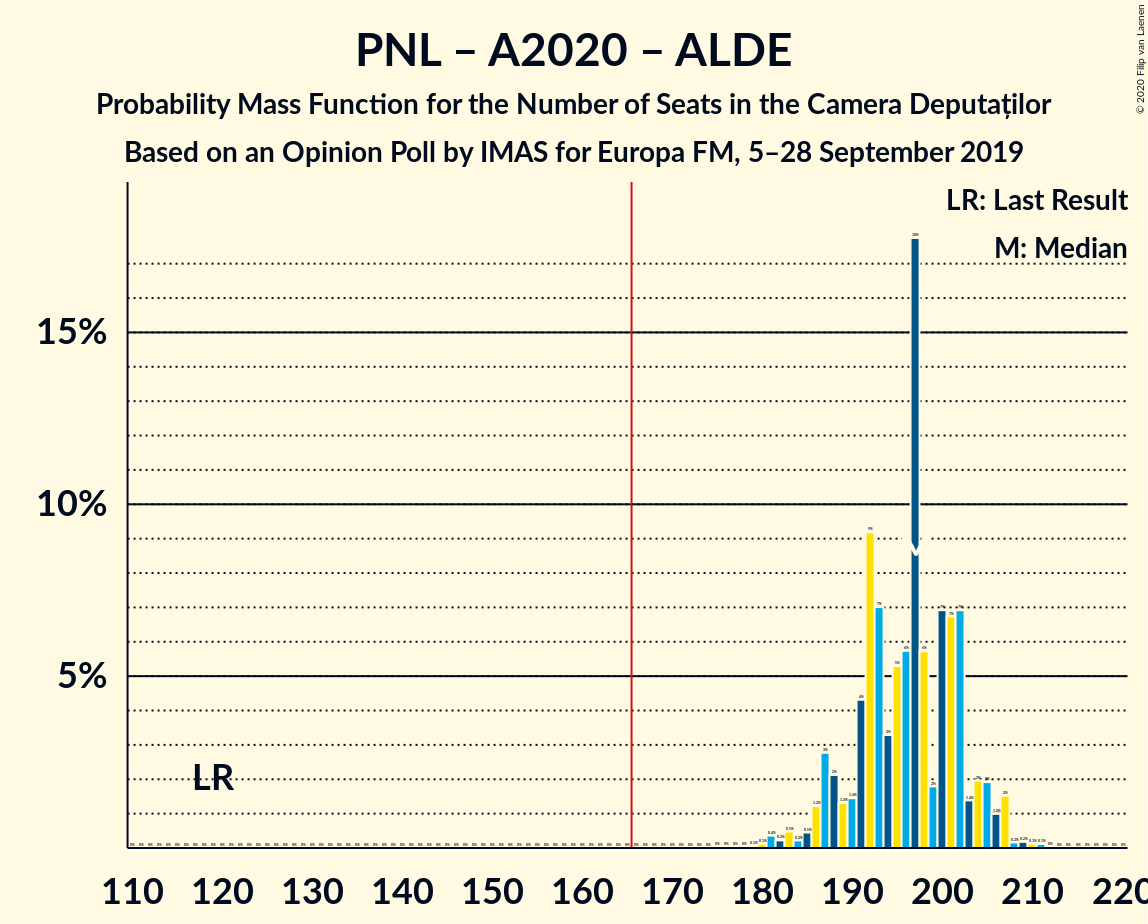 PNL – A2020 – ALDE
Probability Mass Function for the Number of Seats in the Camera Deputaților
Based on an Opinion Poll by IMAS for Europa FM, 5–28 September 2019
© 2020 Filip van Laenen
LR: Last Result
M: Median
15%
10%
5%
LR
110 120 130 140 150 160 170 180 190 200 210 220